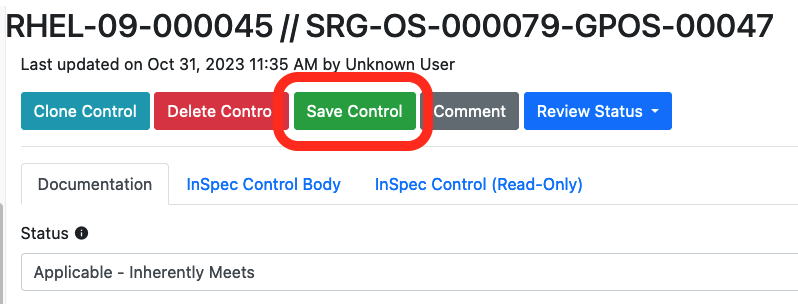 RHEL-09-000045 // SRG-OS-000079-GPOS-00047
Last updated on Oct 31, 2023 11:35 AM by Unknown User
Clone Control Delete Contro Save Control Comment Review Status
Documentation InSpec Control Body InSpec Control (Read-Only)
Status
Applicable - Inherently Meets